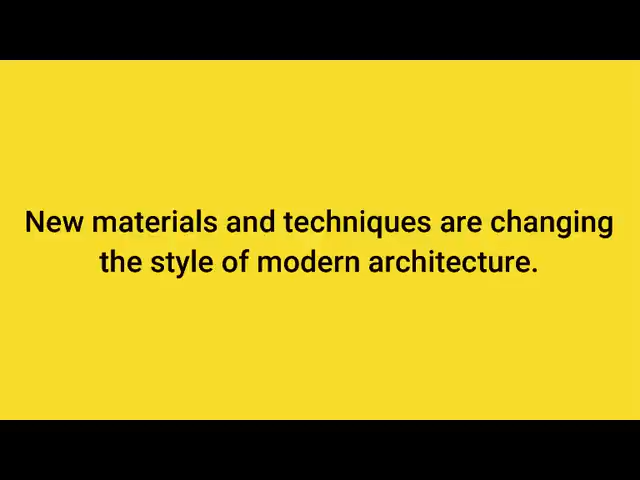 New materials and techniques are changing
the style of modern architecture.